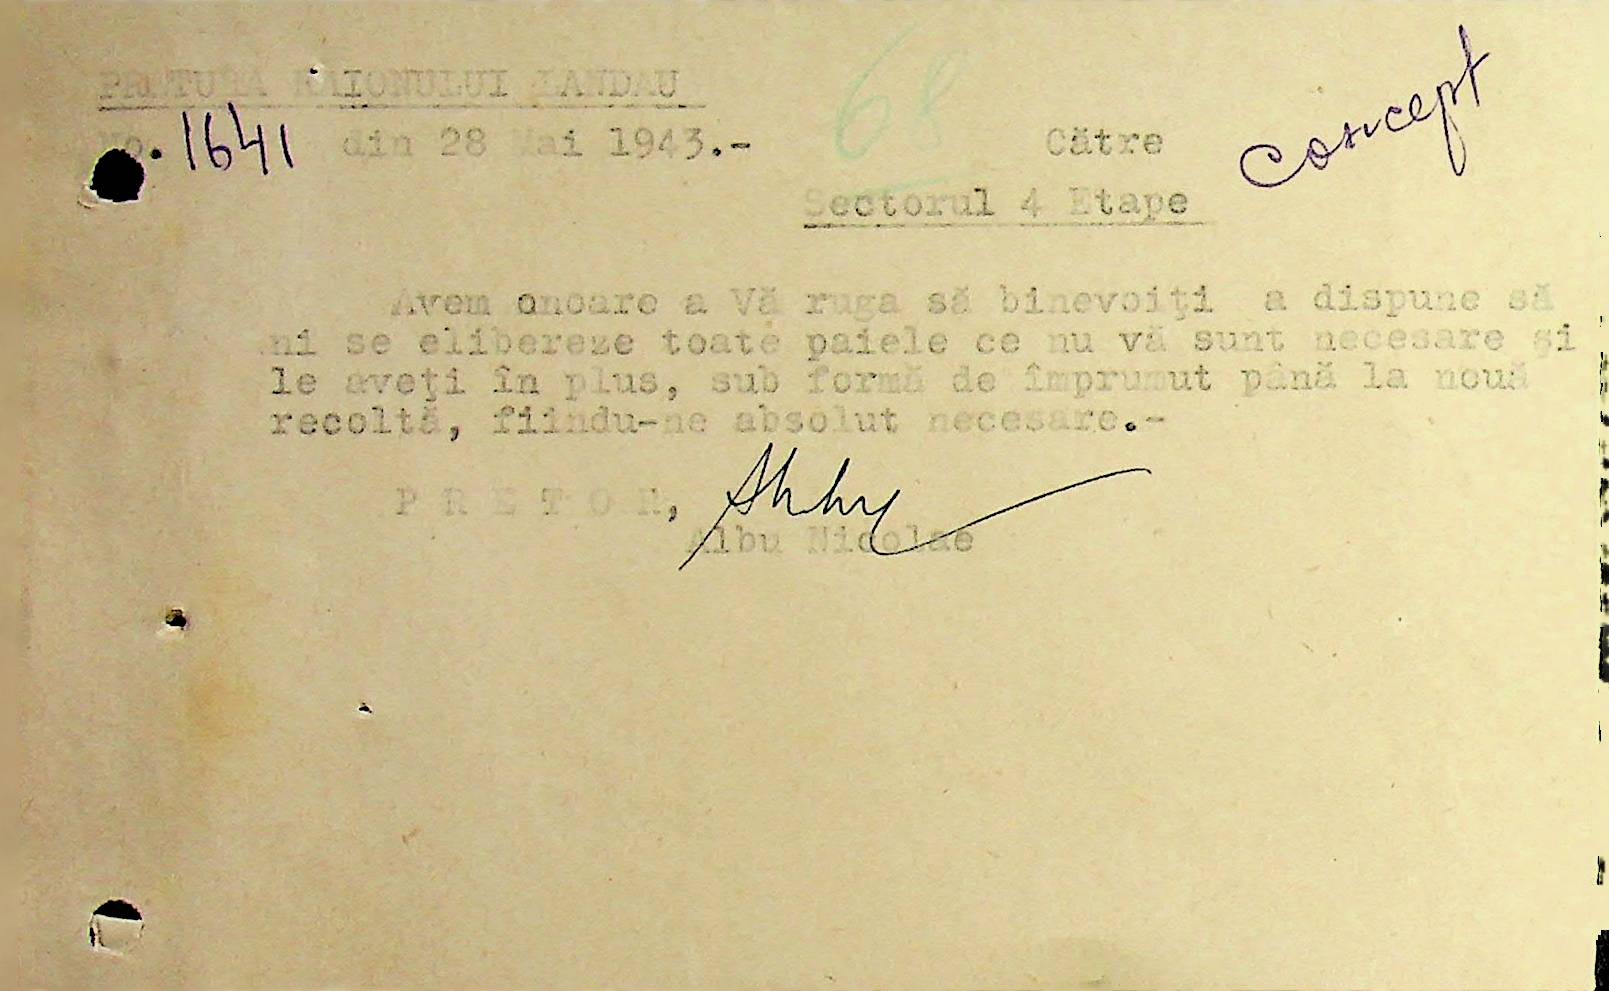 PRETURA RAIONULUI LANDAU
No. 1641 din 28 Mai 1943.-
68
Către
concept
Sectorul 4 Etape
Avem onoare a Vă ruga să binevoiţi a dispune să
ni se elibereze toate paiele ce nu vă sunt necesare şi
le aveţi în plus, sub formă de împrumut până la nouă
recoltă, fiindu-ne absolut necesare.-
P R E T O R,
Albu Nicolae